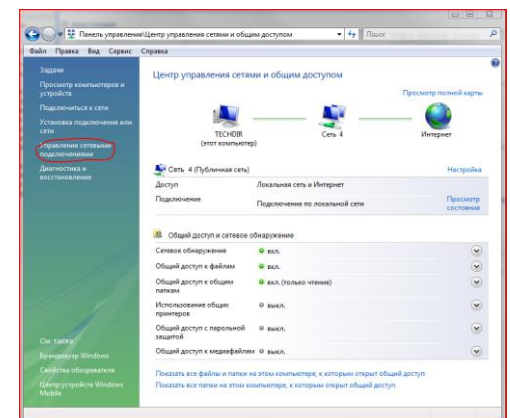 Панель управления\Центр управления сетями и общим доступом
Поиск
Файл Правка Вид Сервис Справка
Задачи
Просмотр компьютеров и
устройств
Подключиться к сети
Установка подключения или
сети
Управление сетевыми
подключениями
Диагностика и
восстановление
Центр управления сетями и общим доступом
Просмотр полной карты
TECHDIR
(этот компьютер)
Сеть 4
Интернет
Сеть 4 (Публичная сеть)
Настройка
Доступ
Локальная сеть и Интернет
Подключение
Подключение по локальной сети
Просмотр
состояния
Общий доступ и сетевое обнаружение
Сетевое обнаружение
вкл.
Общий доступ к файлам
вкл.
Общий доступ к общим
папкам
вкл. (только чтение)
Использование общих
принтеров
выкл.
Общий доступ с парольной
защитой
выкл.
Общий доступ к медиафайлам
выкл.
Показать все файлы и папки на этом компьютере, к которым открыт общий доступ
Показать все папки на этом компьютере, к которым открыт общий доступ
См. также
Брандмауэр Windows
Свойства обозревателя
Центр устройств Windows
Mobile